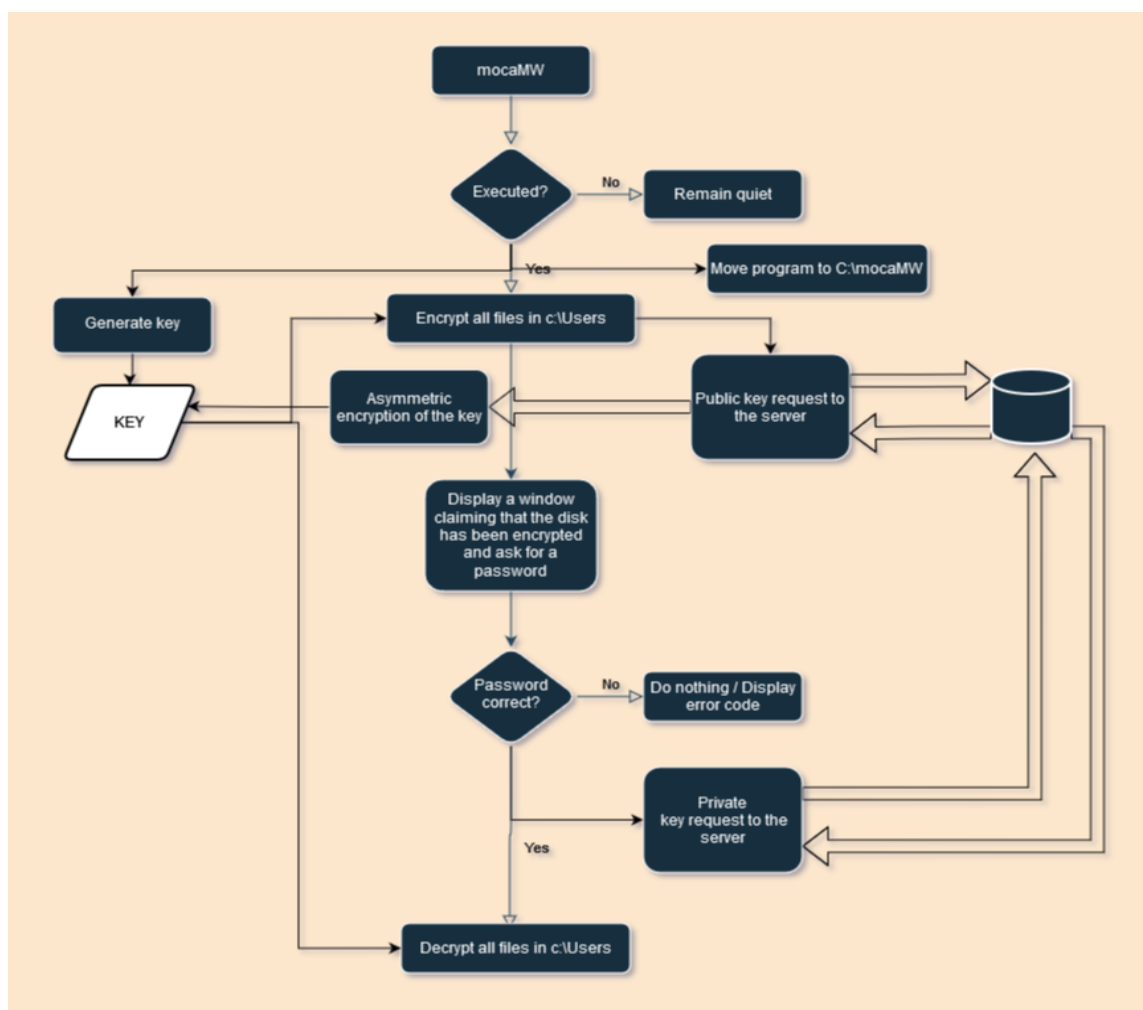 mocaMW
Executed?
No
Remain quiet
Yes
Move program to C:\mocaMW
Generate key
Encrypt all files in c:\Users
KEY
Asymmetric
encryption of the key
Public key request to
the server
Display a window
claiming that the disk
has been encrypted
and ask for a
password
Password
correct?
No
Do nothing / Display
error code
Private
key request to the
server
Yes
Decrypt all files in c:\Users